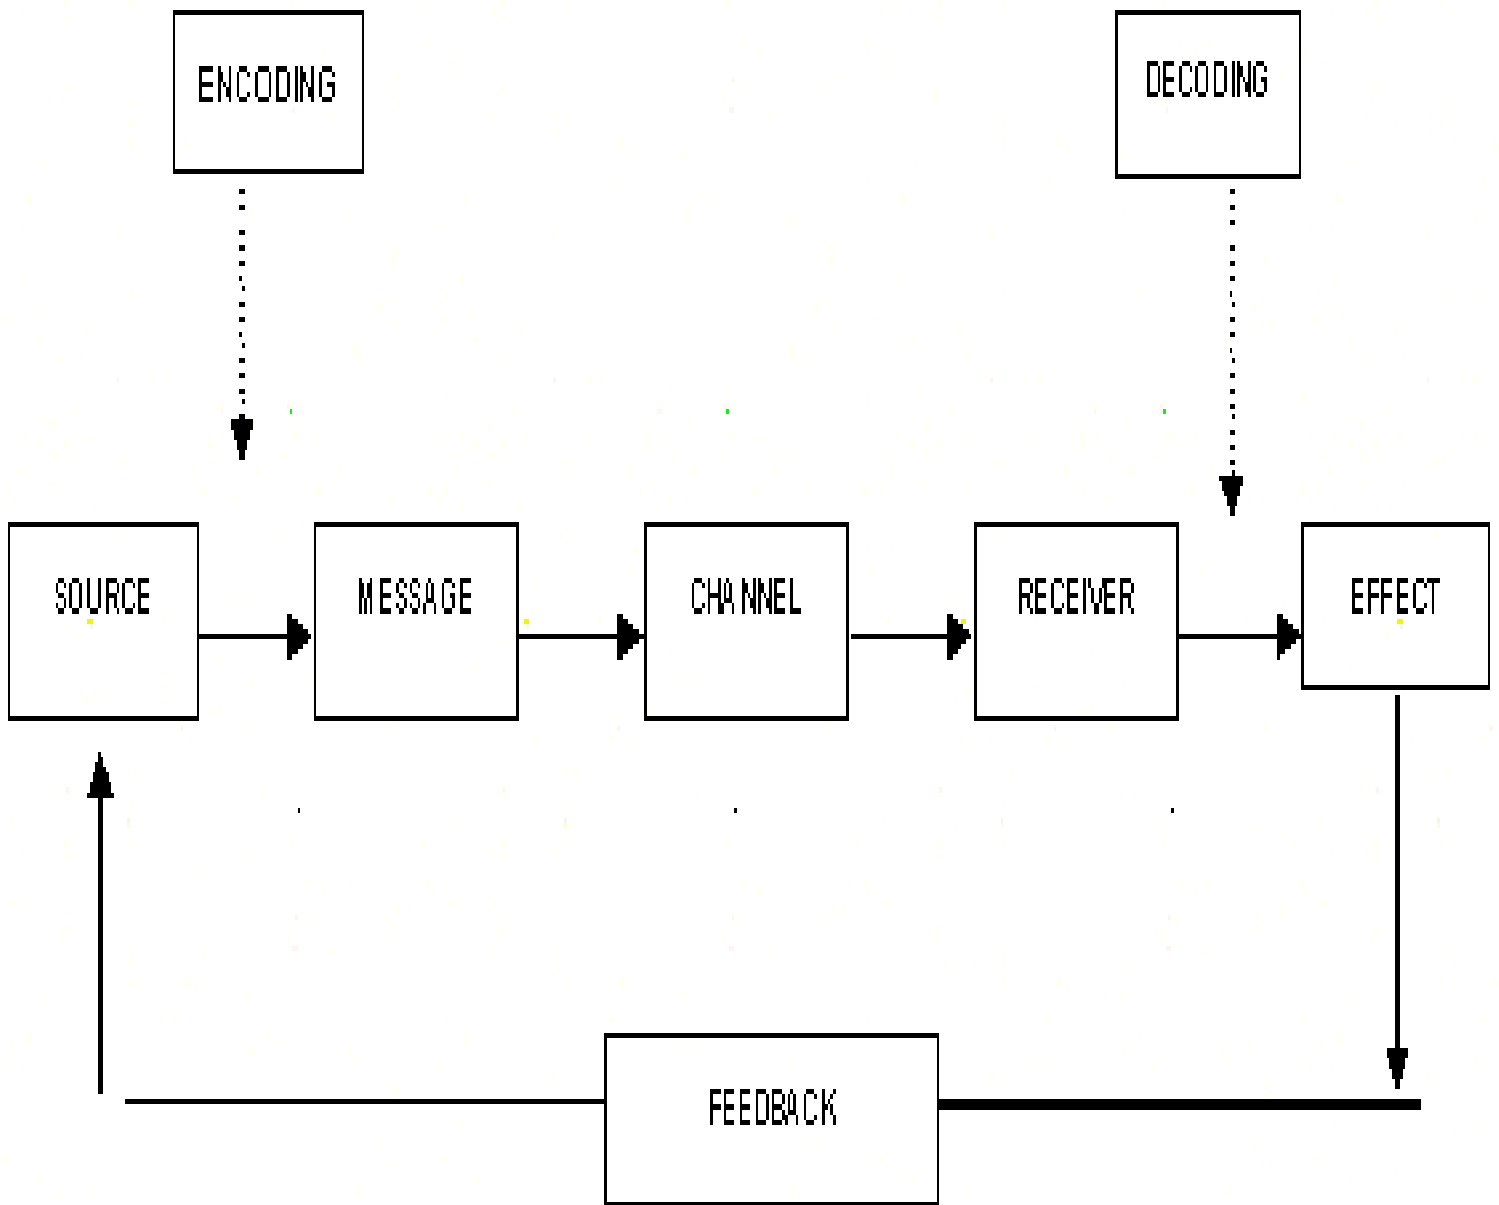 ENCODING
DECODING
SOURCE
MESSAGE
CHANNEL
RECEIVER
EFFECT
FEEDBACK